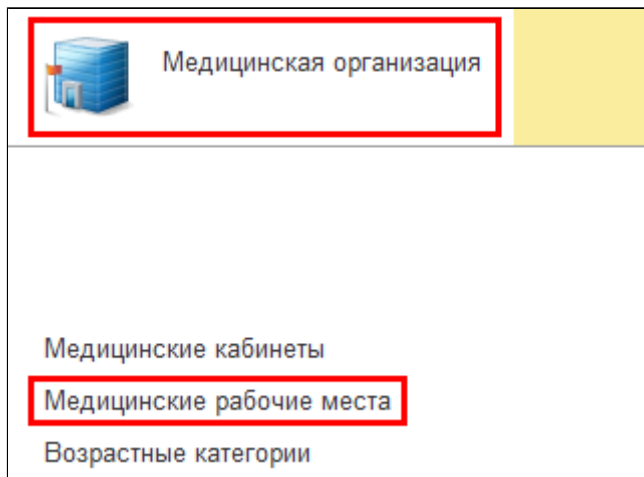 Медицинская организация
Медицинские кабинеты
Медицинские рабочие места
Возрастные категории